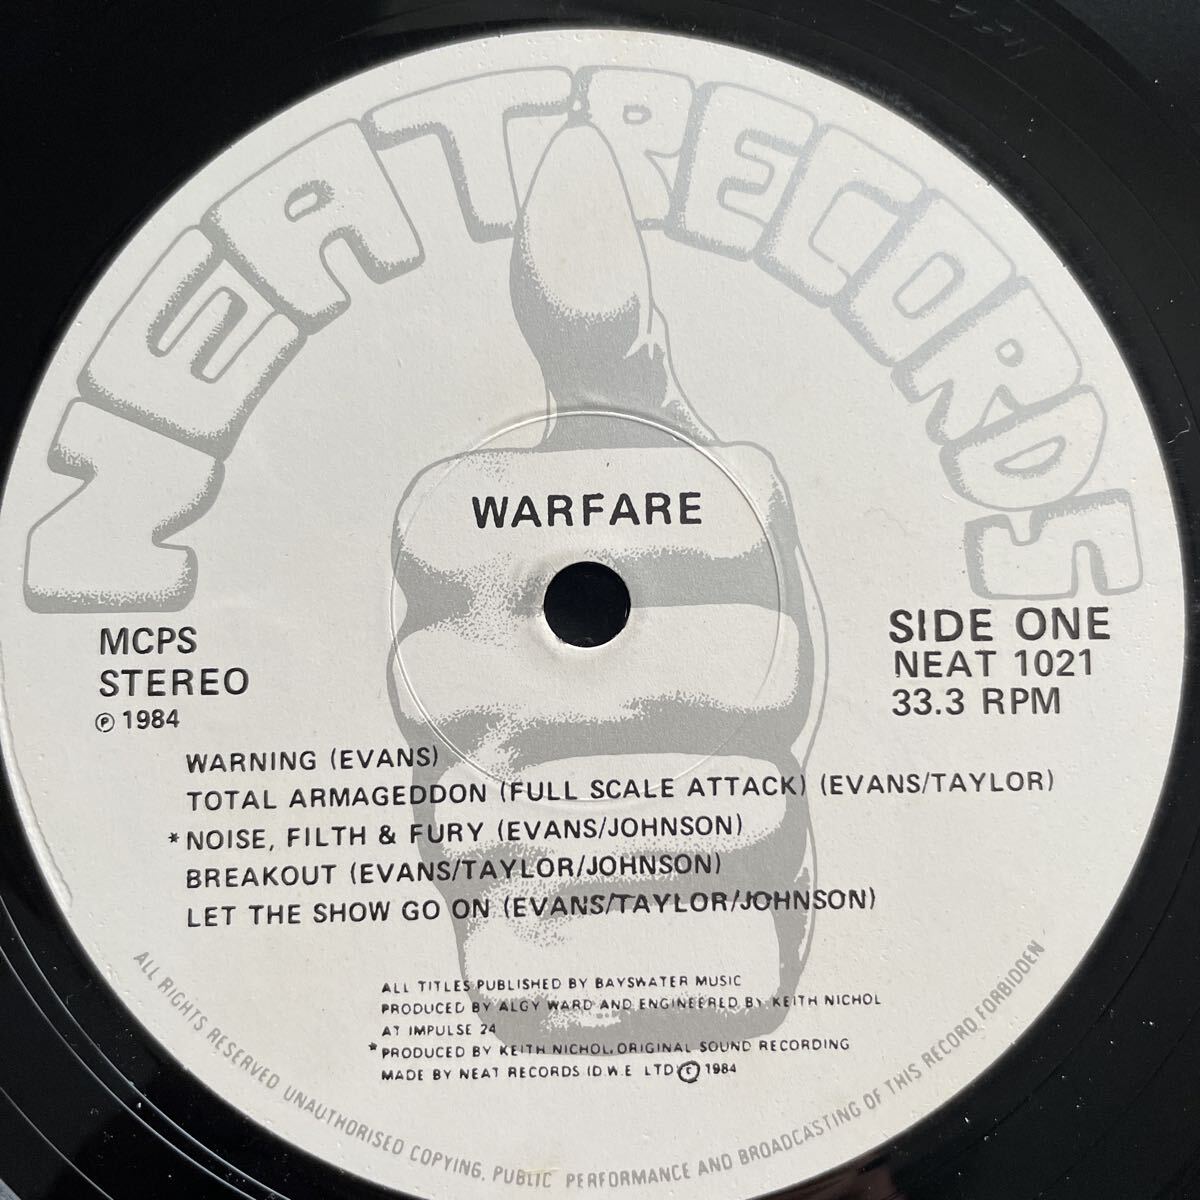 NEAT RECORDS
WARFARE
MCPS
STEREO
℗ 1984
SIDE ONE
NEAT 1021
33.3 RPM
WARNING (EVANS)
TOTAL ARMAGEDDON (FULL SCALE ATTACK) (EVANS/TAYLOR)
* NOISE, FILTH & FURY (EVANS/JOHNSON)
BREAKOUT (EVANS/TAYLOR/JOHNSON)
LET THE SHOW GO ON (EVANS/TAYLOR/JOHNSON)
ALL TITLES PUBLISHED BY BAYSWATER MUSIC
PRODUCED BY ALGY WARD AND ENGINEERED BY KEITH NICHOL
AT IMPULSE 24
* PRODUCED BY KEITH NICHOL, ORIGINAL SOUND RECORDING
MADE BY NEAT RECORDS (D.W.E LTD © 1984
ALL RIGHTS RESERVED UNAUTHORISED COPYING, PUBLIC PERFORMANCE AND BROADCASTING OF THIS RECORD FORBIDDEN